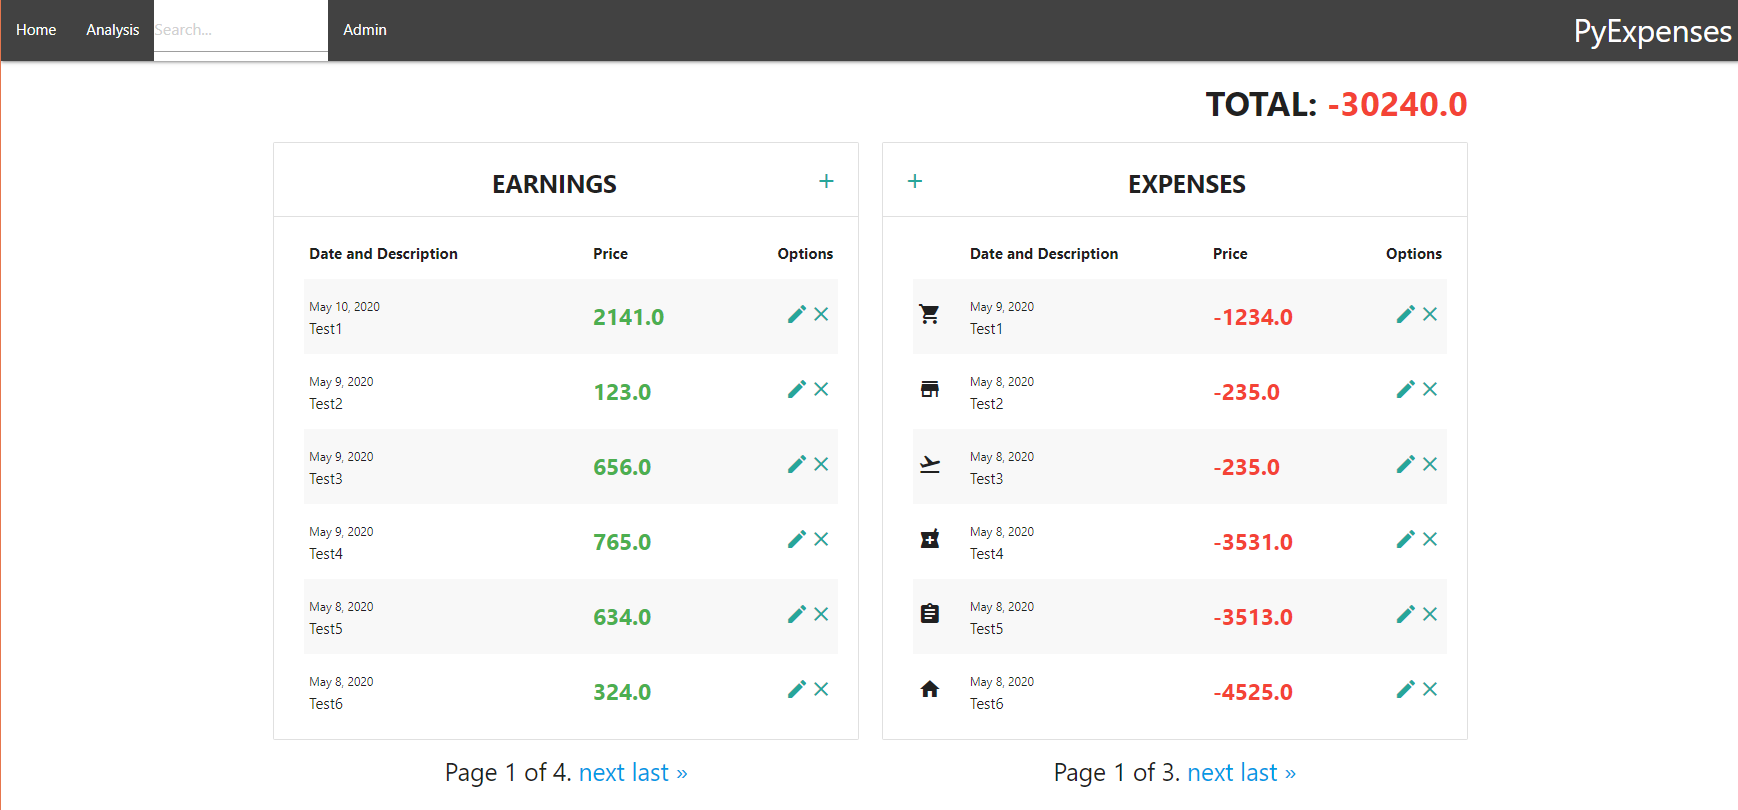 Home Analysis Search... Admin PyExpenses
TOTAL: -30240.0
EARNINGS +
Date and Description Price Options
May 10, 2020
Test1 2141.0
May 9, 2020
Test2 123.0
May 9, 2020
Test3 656.0
May 9, 2020
Test4 765.0
May 8, 2020
Test5 634.0
May 8, 2020
Test6 324.0
Page 1 of 4. next last »
+ EXPENSES
Date and Description Price Options
May 9, 2020
Test1 -1234.0
May 8, 2020
Test2 -235.0
May 8, 2020
Test3 -235.0
May 8, 2020
Test4 -3531.0
May 8, 2020
Test5 -3513.0
May 8, 2020
Test6 -4525.0
Page 1 of 3. next last »